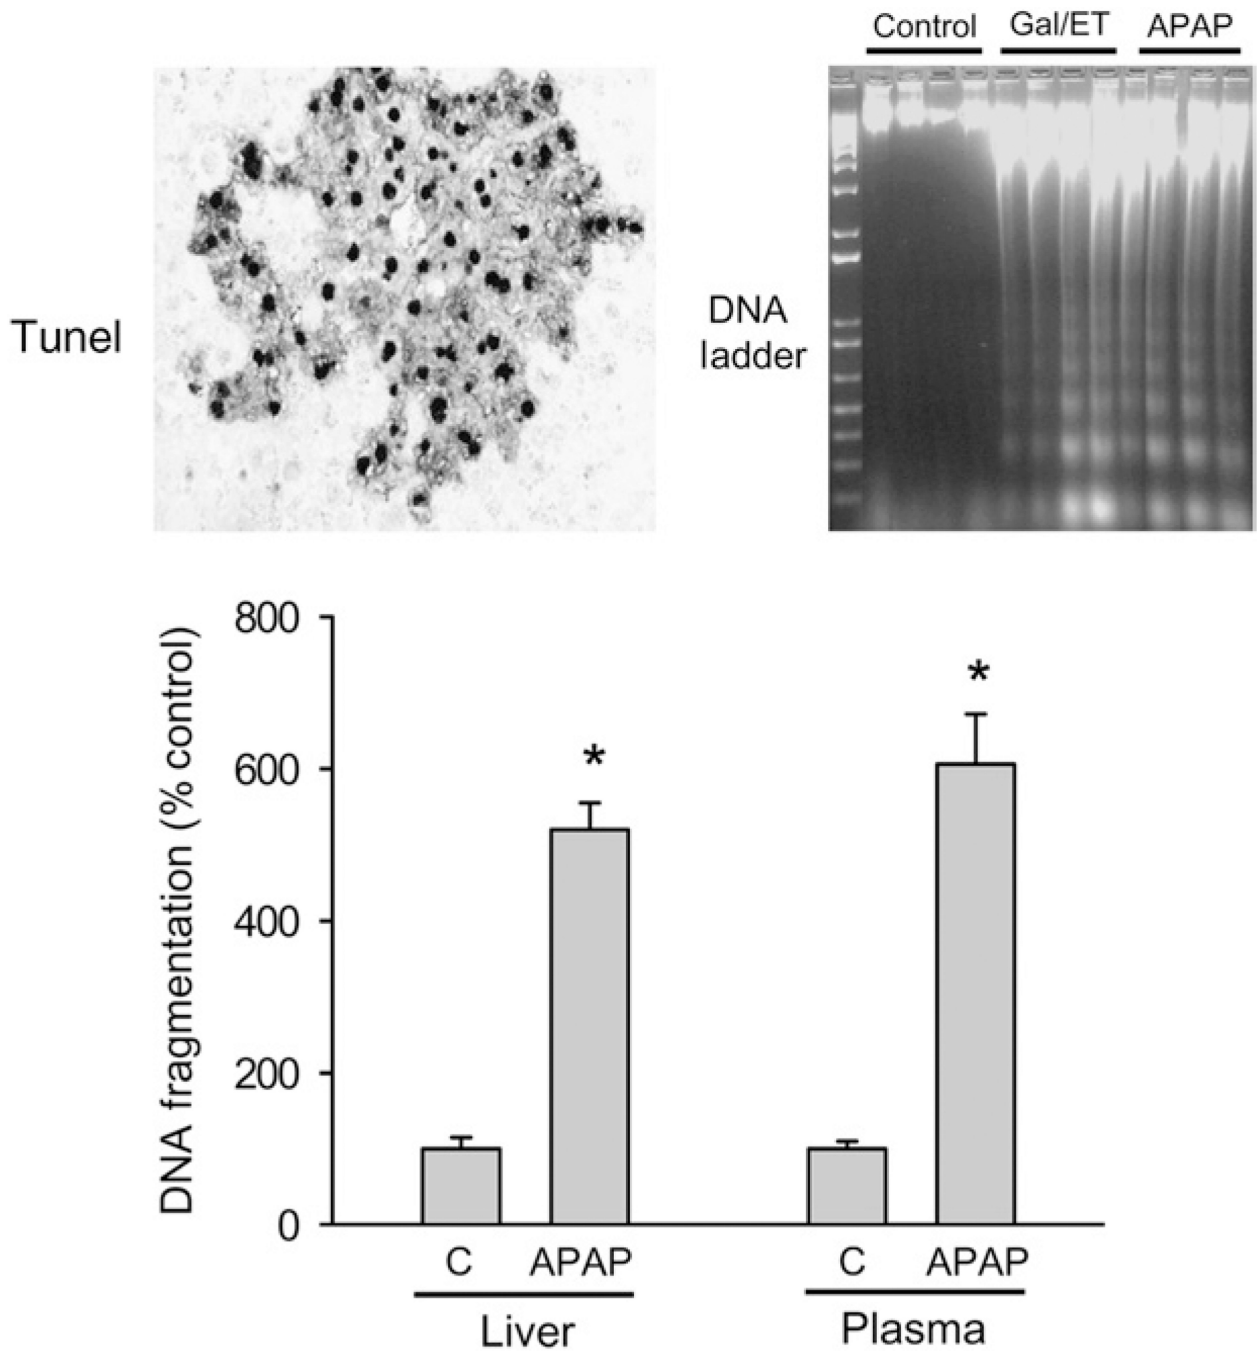 Control Gal/ET APAP
Tunel
DNA
ladder
DNA fragmentation (% control)
800
600
400
200
0
*
*
C APAP C APAP
Liver Plasma